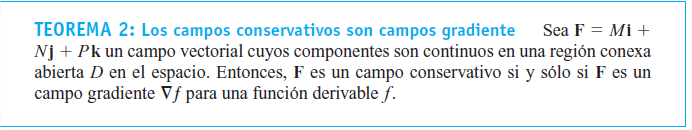 TEOREMA 2: Los campos conservativos son campos gradiente Sea F = Mi +
Nj + Pk un campo vectorial cuyos componentes son continuos en una región conexa
abierta D en el espacio. Entonces, F es un campo conservativo si y sólo si F es un
campo gradiente ∇f para una función derivable f.